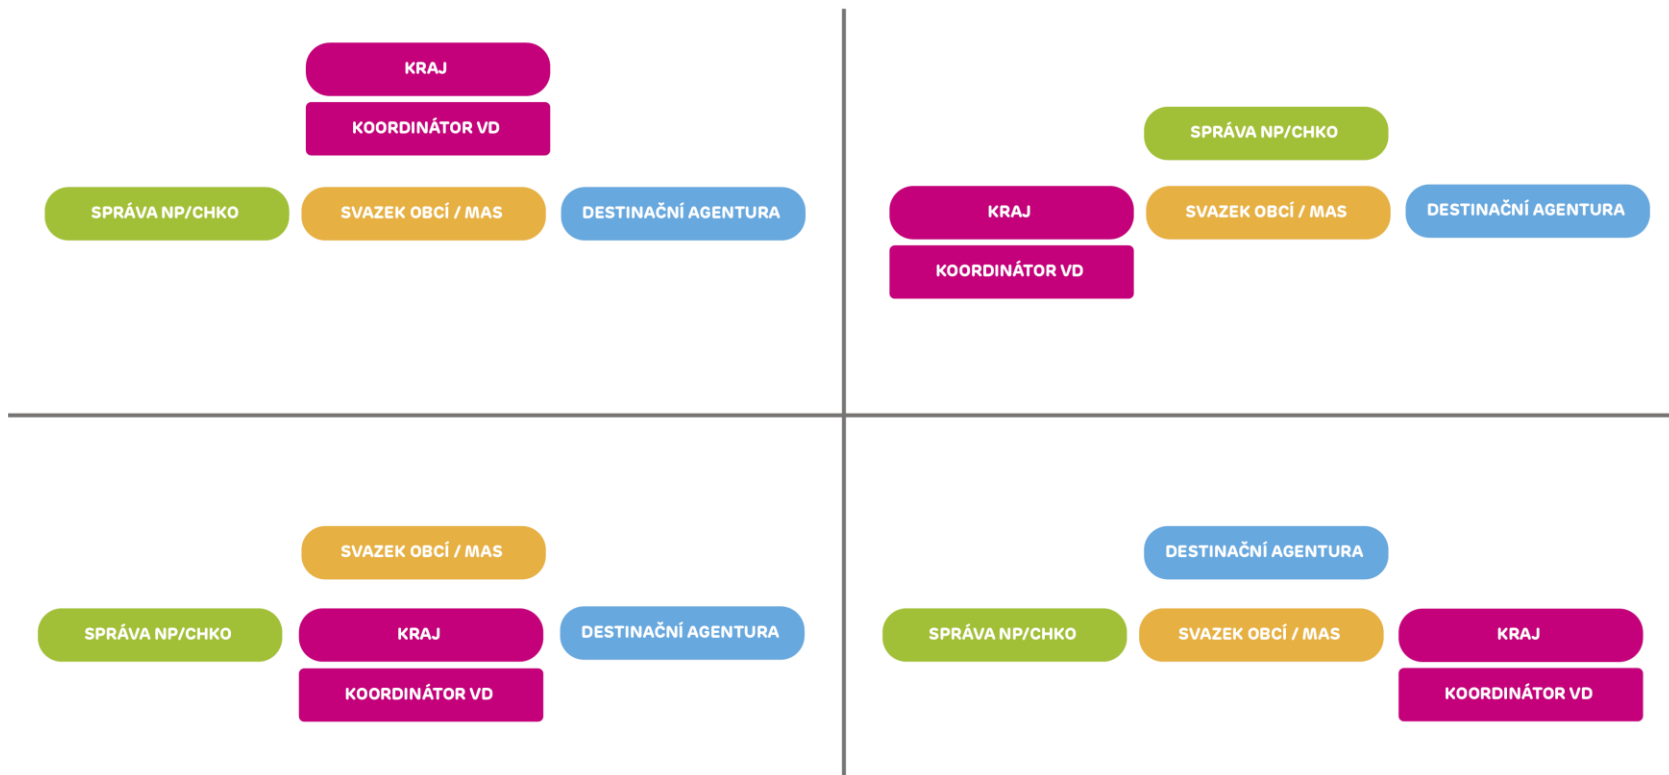 KRAJ
KOORDINÁTOR VD
SPRÁVA NP/CHKO
SVAZEK OBCÍ / MAS
DESTINAČNÍ AGENTURA
SPRÁVA NP/CHKO
KRAJ
SVAZEK OBCÍ / MAS
DESTINAČNÍ AGENTURA
KOORDINÁTOR VD
SVAZEK OBCÍ / MAS
SPRÁVA NP/CHKO
KRAJ
DESTINAČNÍ AGENTURA
KOORDINÁTOR VD
DESTINAČNÍ AGENTURA
SPRÁVA NP/CHKO
SVAZEK OBCÍ / MAS
KRAJ
KOORDINÁTOR VD